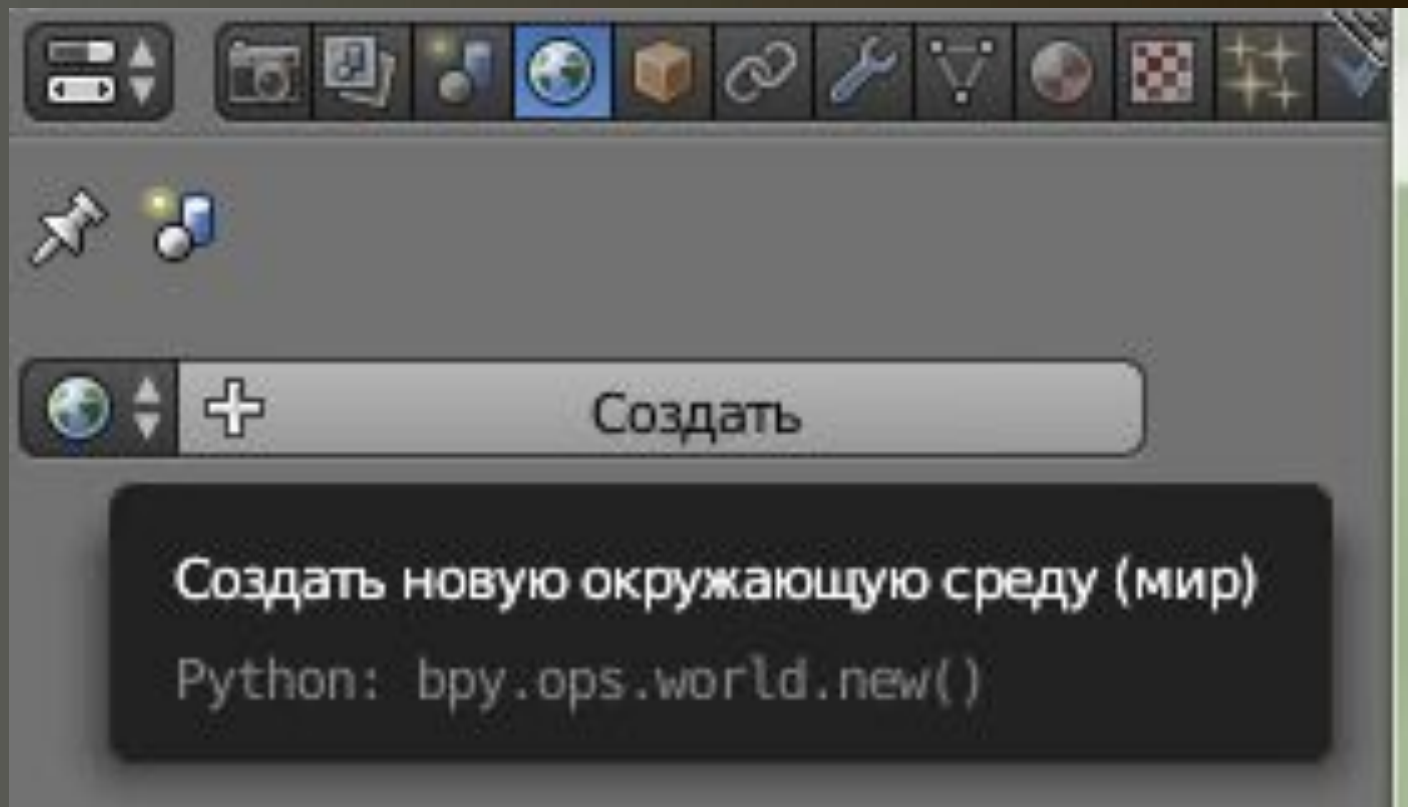 Создать
Создать новую окружающую среду (мир)
Python: bpy.ops.world.new()